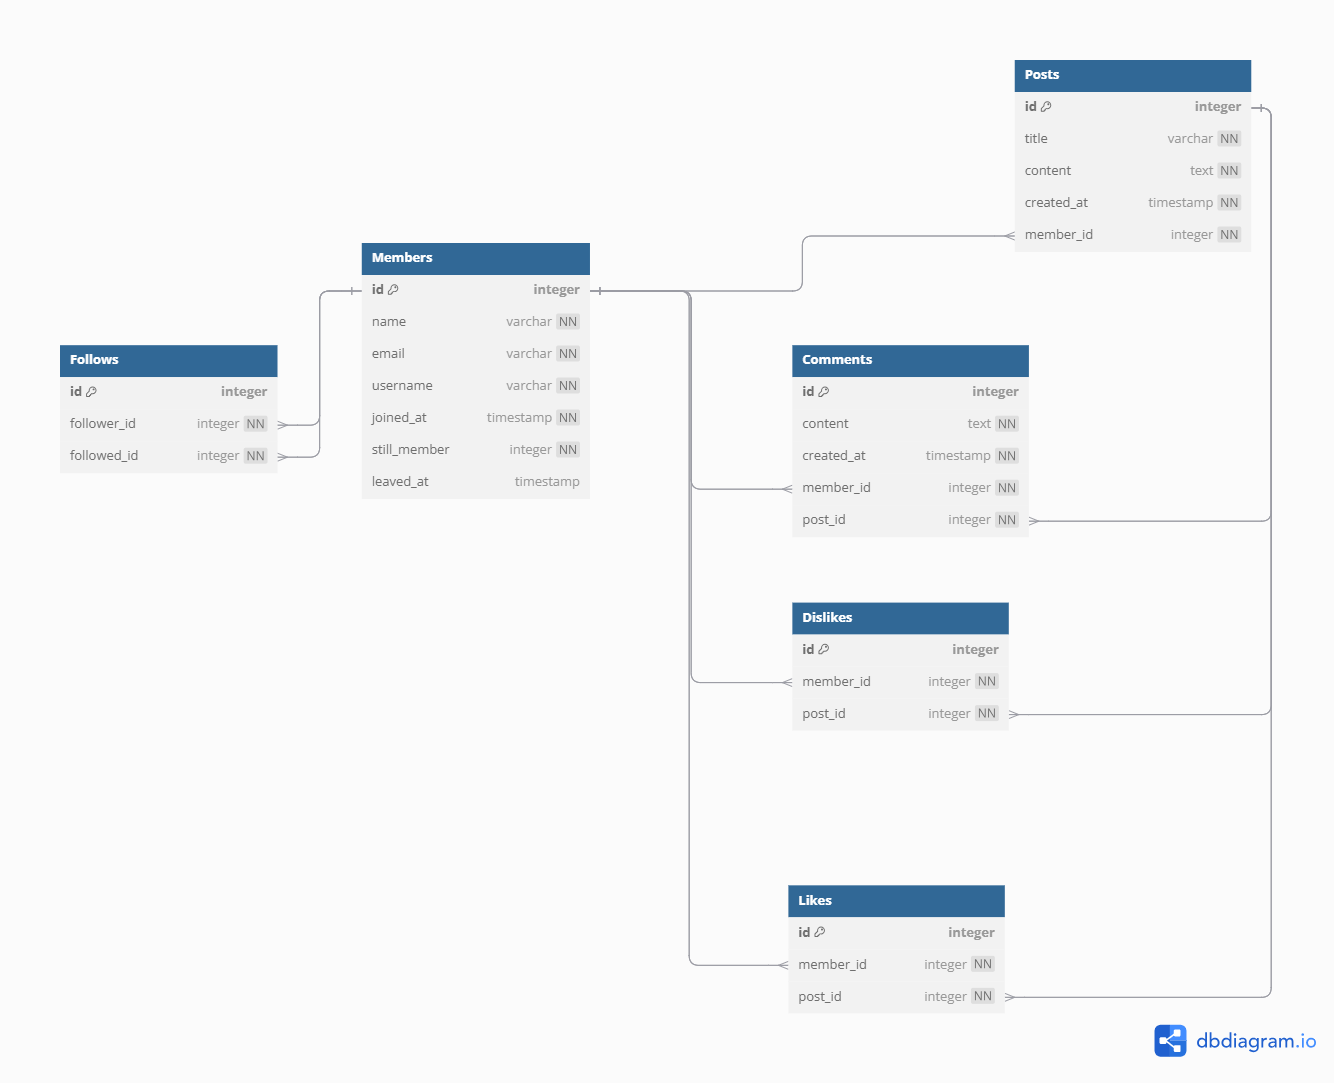 Posts
id integer
title varchar NN
content text NN
created_at timestamp NN
member_id integer NN
Members
id integer
name varchar NN
email varchar NN
username varchar NN
joined_at timestamp NN
still_member integer NN
leaved_at timestamp
Follows
id integer
follower_id integer NN
followed_id integer NN
Comments
id integer
content text NN
created_at timestamp NN
member_id integer NN
post_id integer NN
Dislikes
id integer
member_id integer NN
post_id integer NN
Likes
id integer
member_id integer NN
post_id integer NN
dbdiagram.io